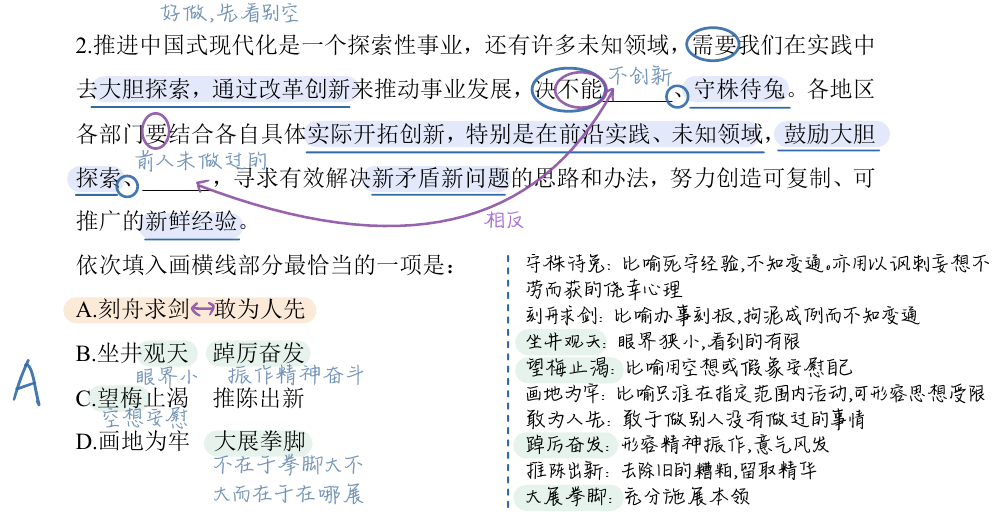 好做,先看别空
2.推进中国式现代化是一个探索性事业，还有许多未知领域，需要我们在实践中
去大胆探索，通过改革创新来推动事业发展，决不能______、守株待兔。各地区
不创新
各部门要结合各自具体实际开拓创新，特别是在前沿实践、未知领域，鼓励大胆
前人未做过的
探索、______，寻求有效解决新矛盾新问题的思路和办法，努力创造可复制、可
相反
推广的新鲜经验。
依次填入画横线部分最恰当的一项是：
A.刻舟求剑 敢为人先
B.坐井观天 踔厉奋发
眼界小 振作精神奋斗
C.望梅止渴 推陈出新
空想安慰
D.画地为牢 大展拳脚
不在于拳脚大不
大而在于在哪展
A
守株待兔：比喻死守经验,不知变通。亦用以讽刺妄想不
劳而获的侥幸心理
刻舟求剑：比喻办事刻板,拘泥成例而不知变通
坐井观天：眼界狭小,看到的有限
望梅止渴：比喻用空想或假象安慰自己
画地为牢：比喻只准在指定范围内活动,可形容思想受限
敢为人先：敢于做别人没有做过的事情
踔厉奋发：形容精神振作,意气风发
推陈出新：去除旧的糟粕,留取精华
大展拳脚：充分施展本领